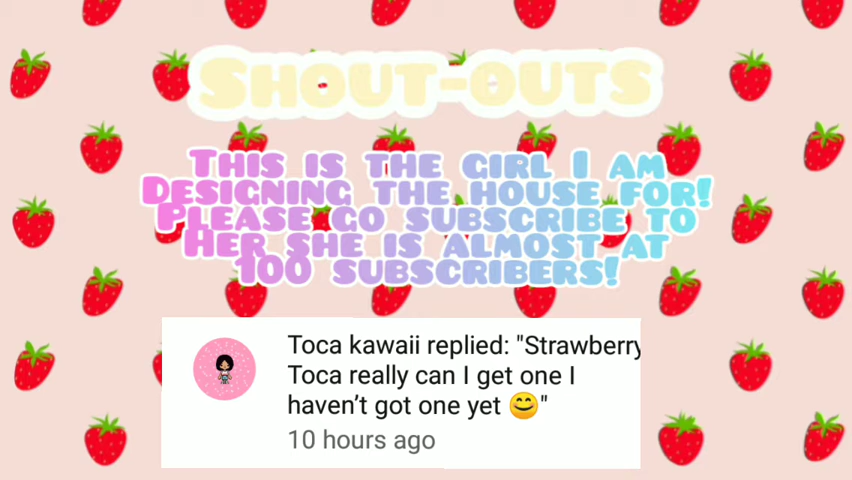 Shout-outs
This is the girl I am
Designing the house for!
Please go subscribe to
Her she is almost at
100 subscribers!
Toca kawaii replied: "Strawberry
Toca really can I get one I
haven't got one yet 😊"
10 hours ago